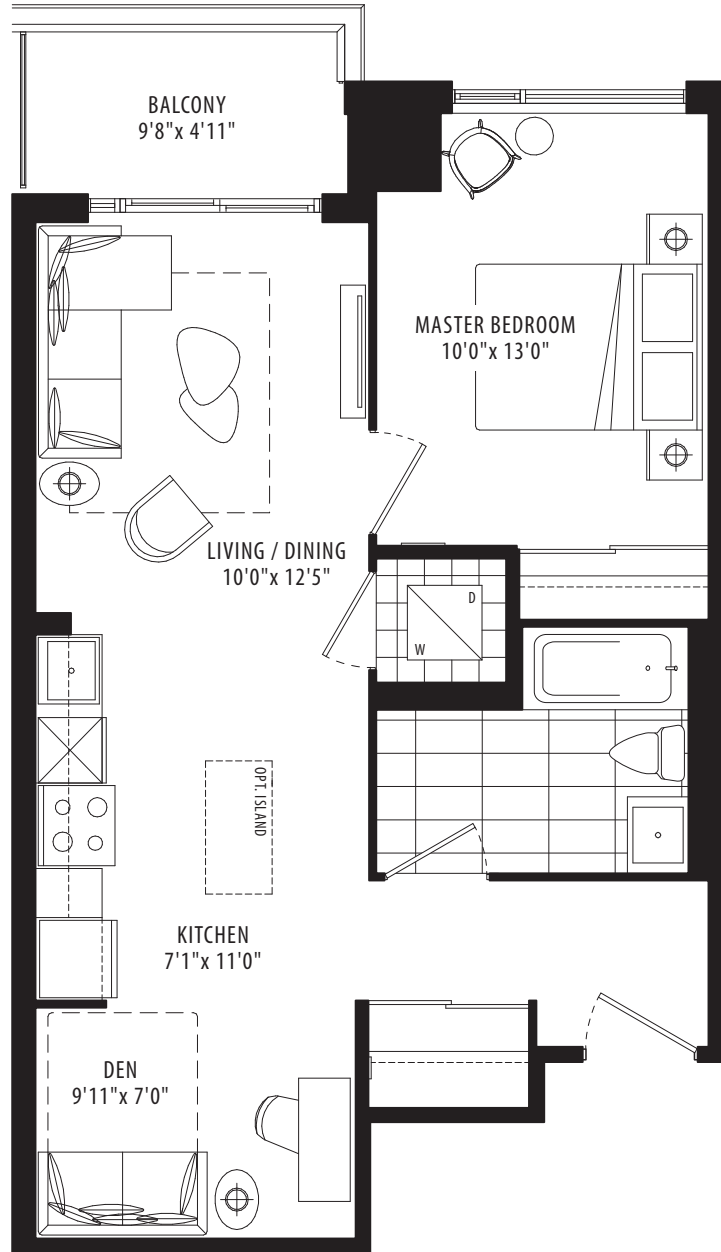 BALCONY
9'8"x 4'11"
MASTER BEDROOM
10'0"x 13'0"
LIVING / DINING
10'0"x 12'5"
D
W
OPT. ISLAND
KITCHEN
7'1"x 11'0"
DEN
9'11"x 7'0"